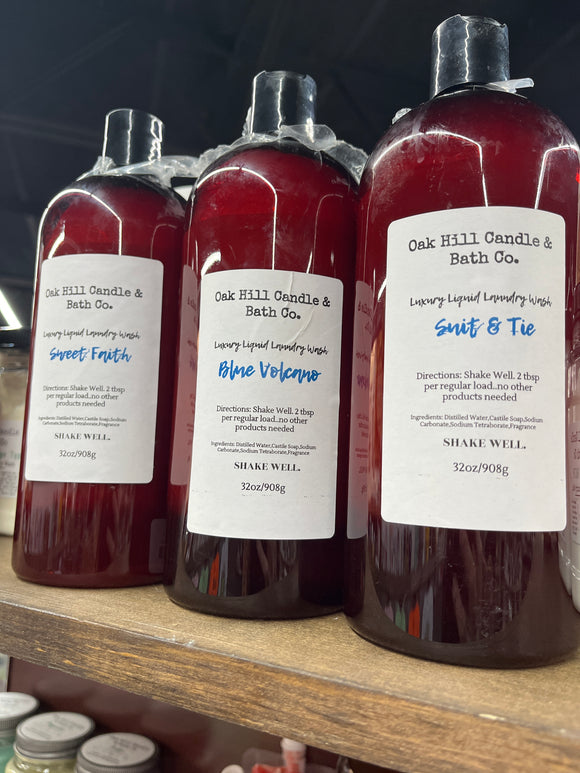 Oak Hill Candle &
Bath Co.
Luxury Liquid Laundry Wash
Sweet Faith
Directions: Shake Well. 2 tbsp
per regular load..no other
products needed
Ingredients: Distilled Water,Castile Soap,Sodium
Carbonate,Sodium Tetraborate,Fragrance
SHAKE WELL.
32oz/908g
Oak Hill Candle &
Bath Co.
Luxury Liquid Laundry Wash
Blue Volcano
Directions: Shake Well. 2 tbsp
per regular load..no other
products needed
Ingredients: Distilled Water,Castile Soap,Sodium
Carbonate,Sodium Tetraborate,Fragrance
SHAKE WELL.
32oz/908g
Oak Hill Candle &
Bath Co.
Luxury Liquid Laundry Wash
Suit & Tie
Directions: Shake Well. 2 tbsp
per regular load..no other
products needed
Ingredients: Distilled Water,Castile Soap,Sodium
Carbonate,Sodium Tetraborate,Fragrance
SHAKE WELL.
32oz/908g